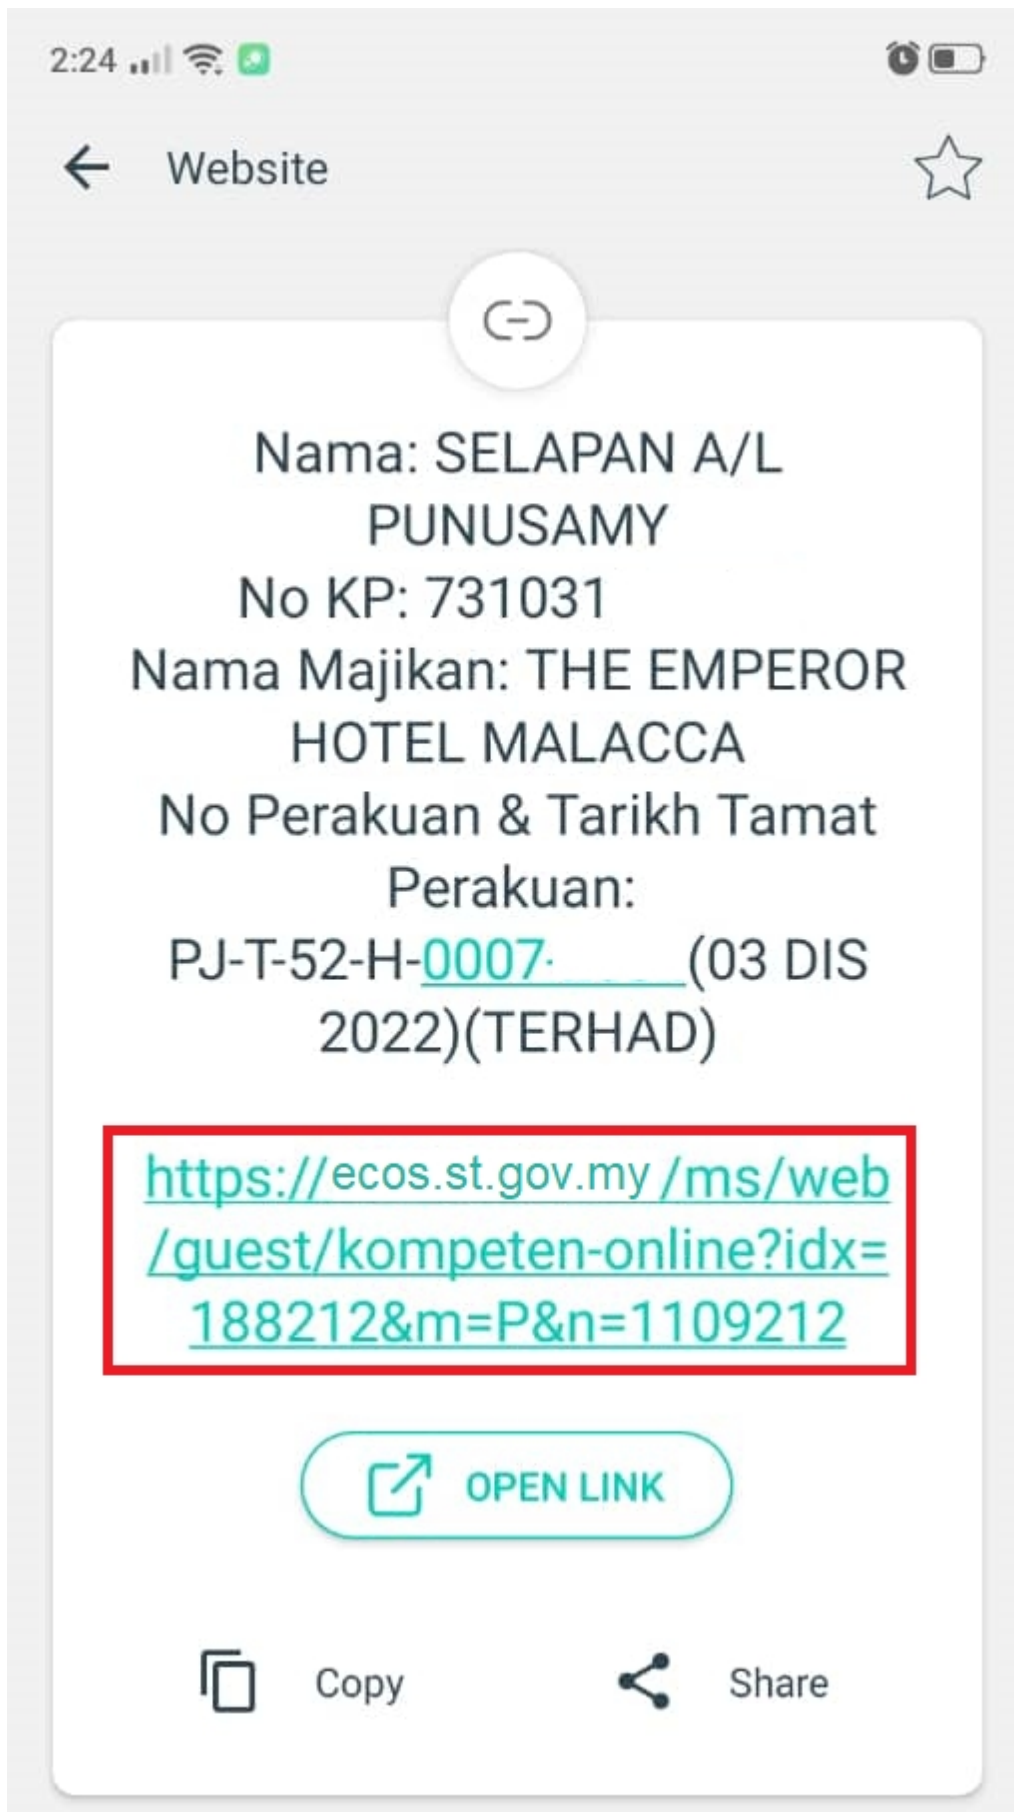 2:24
Website
Nama: SELAPAN A/L
PUNUSAMY
No KP: 731031
Nama Majikan: THE EMPEROR
HOTEL MALACCA
No Perakuan & Tarikh Tamat
Perakuan:
PJ-T-52-H-0007- (03 DIS
2022)(TERHAD)
https://ecos.st.gov.my/ms/web
/guest/kompeten-online?idx=
188212&m=P&n=1109212
OPEN LINK
Copy
Share